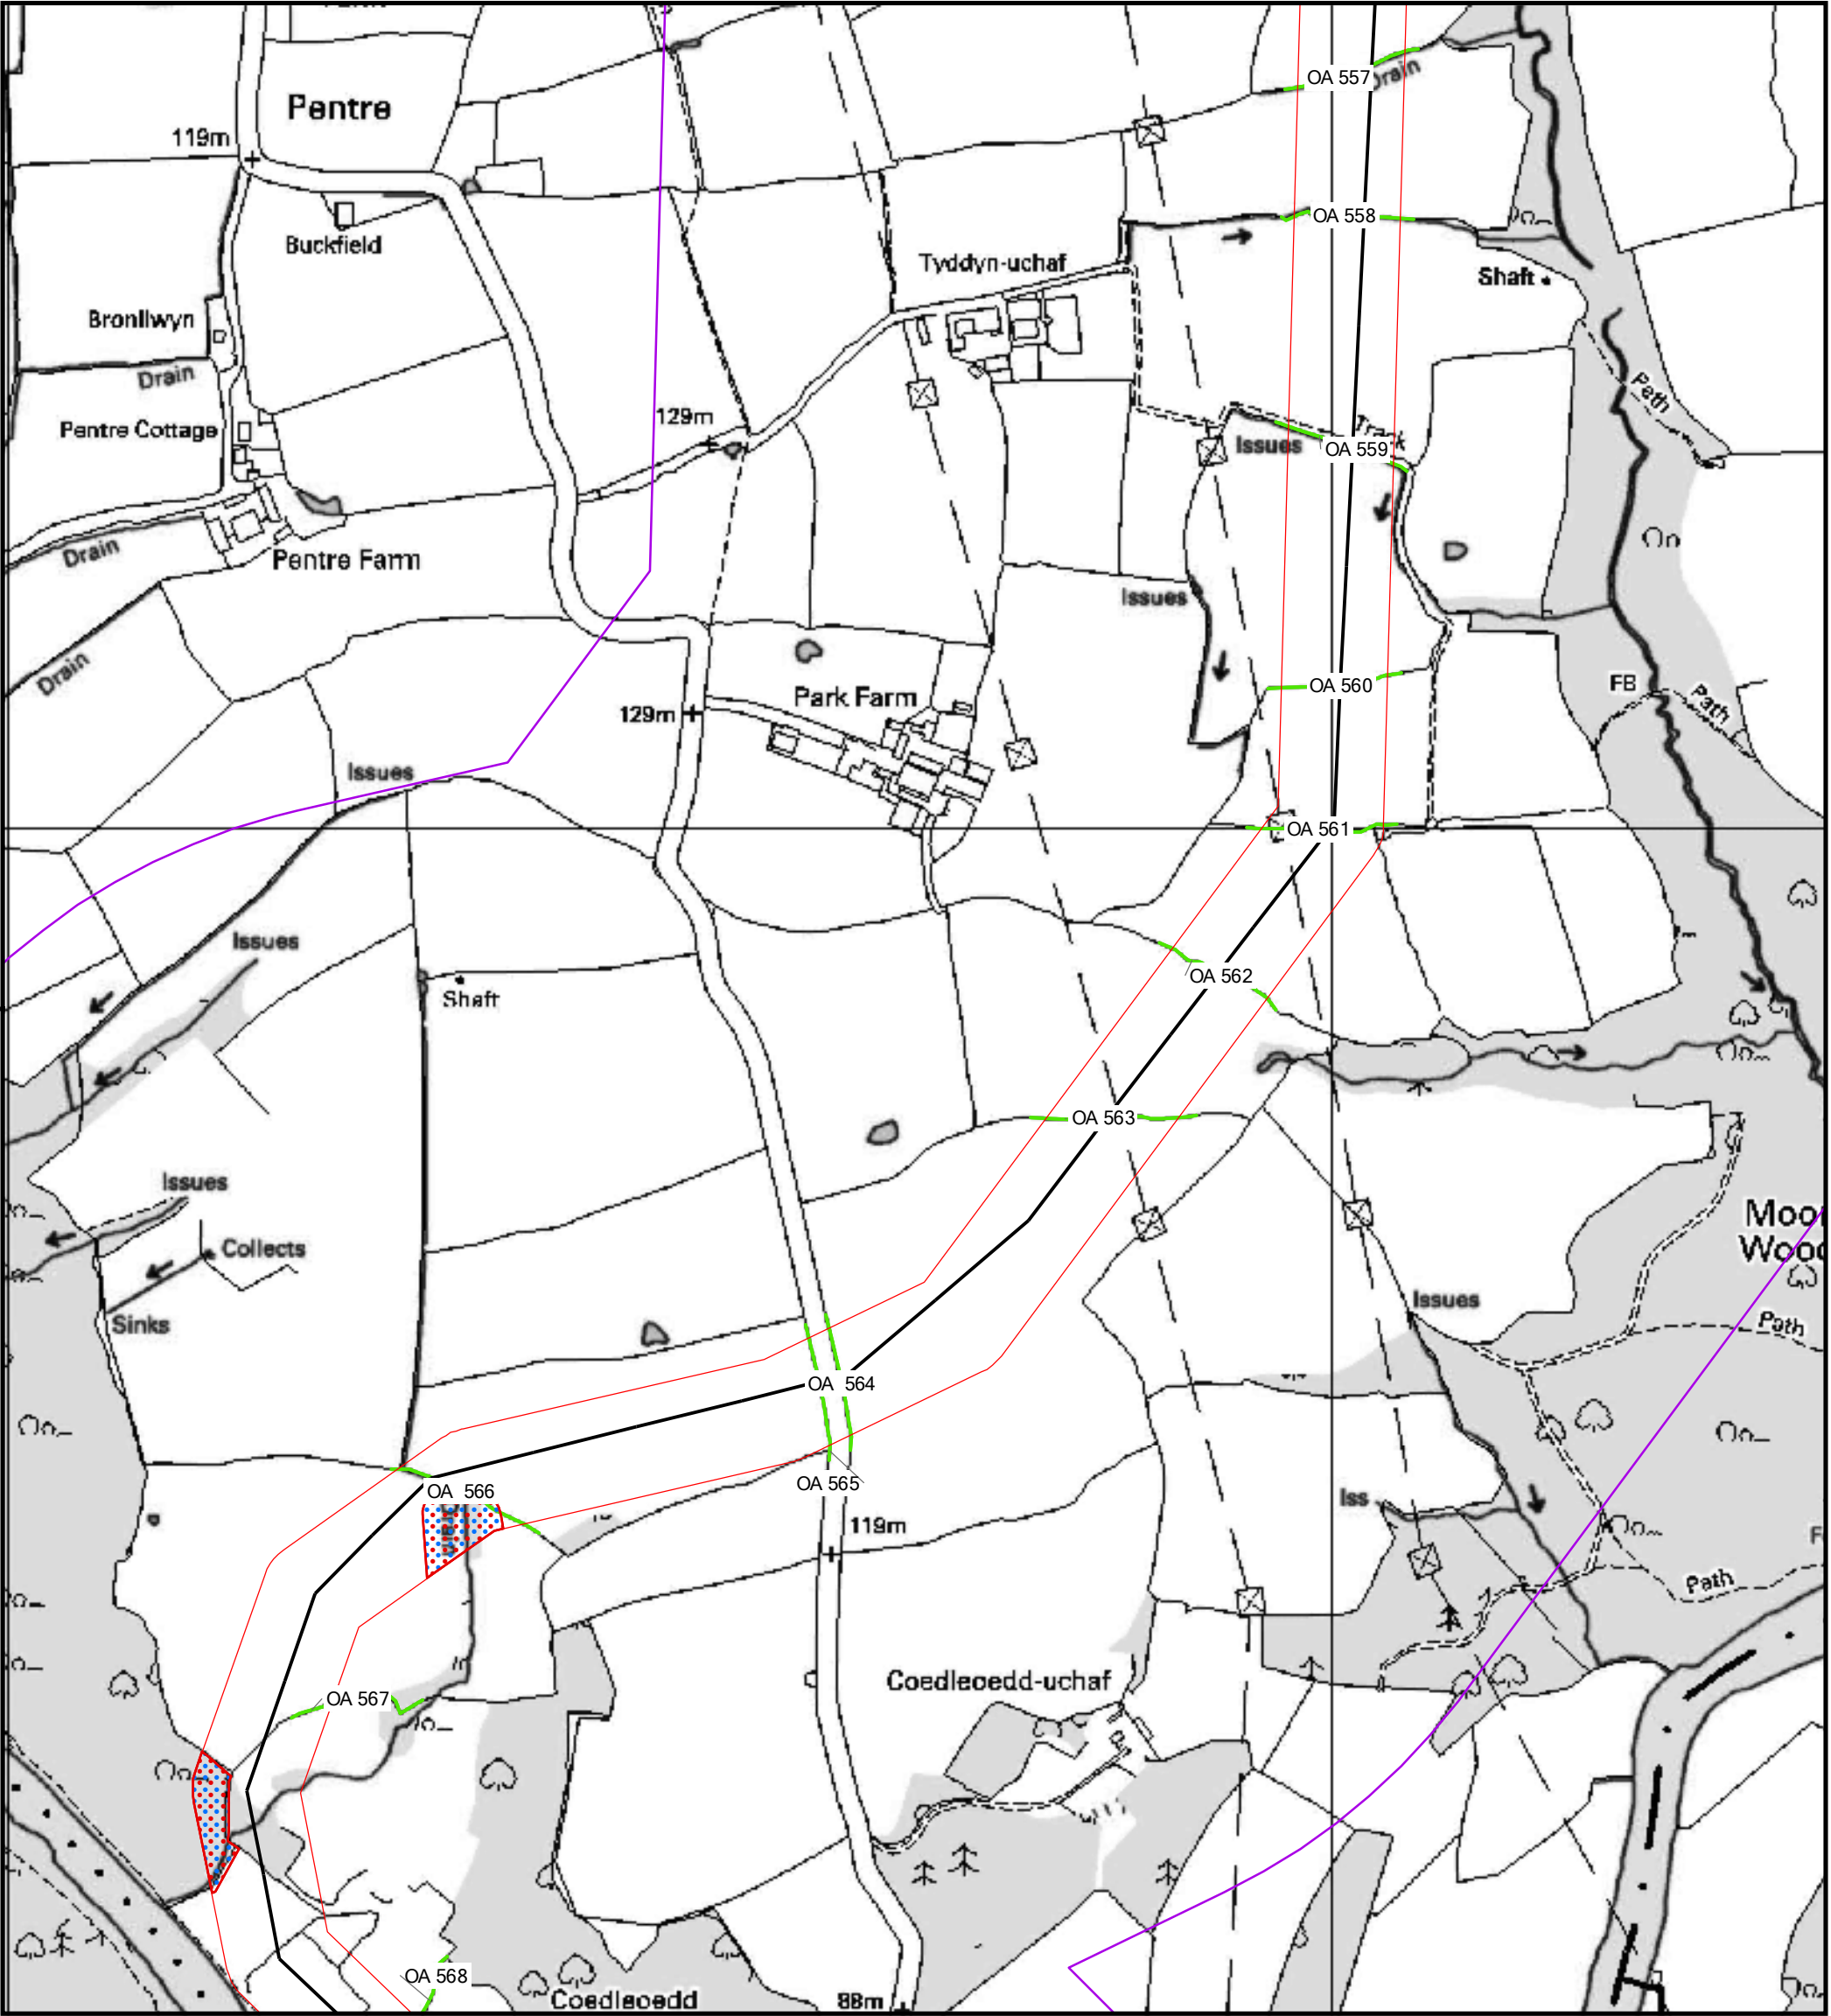 OA 557
Drain
Pentre
119m
OA 558
Buckfield
Tyddyn-uchaf
Shaft
Bronllwyn
Drain
Path
129m
Pentre Cottage
Track
Issues
OA 559
Drain
Pentre Farm
Issues
Drain
OA 560
FB
Park Farm
Path
129m
Issues
OA 561
Issues
OA 562
Shaft
OA 563
Issues
Moor
Wood
Collects
Issues
Sinks
Path
OA 564
OA 565
OA 566
Iss
119m
Path
Coedleoedd-uchaf
OA 567
OA 568
Coedleoedd
88m